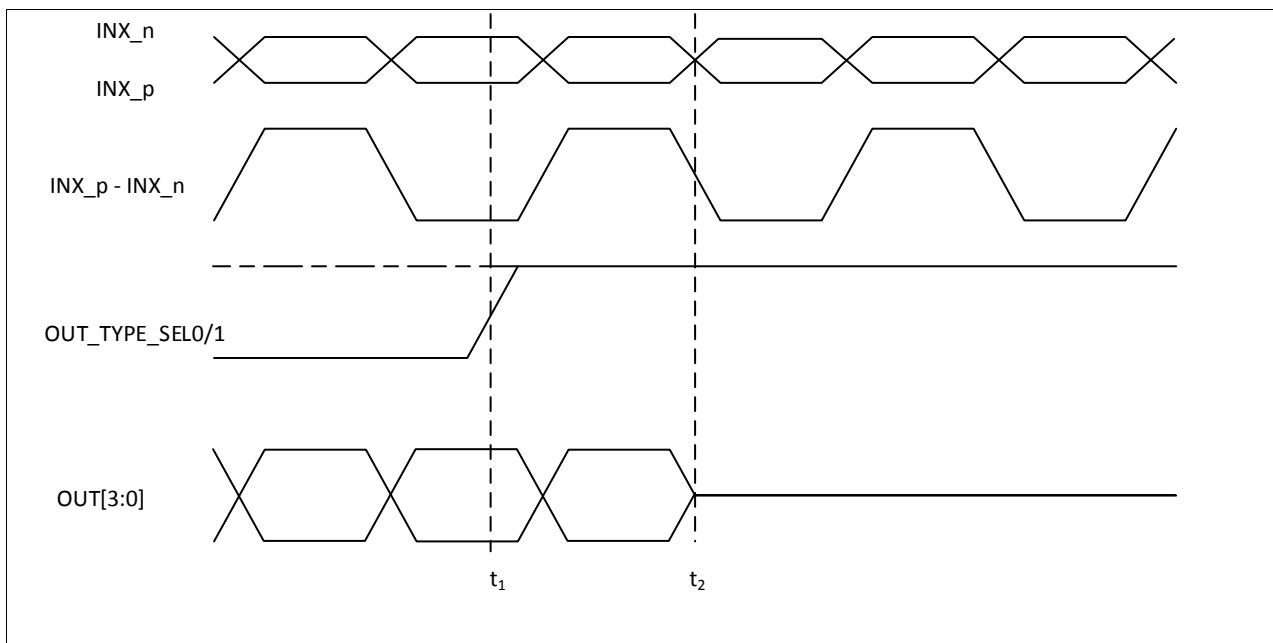 INX_n
INX_p
INX_p - INX_n
OUT_TYPE_SEL0/1
OUT[3:0]
t₁
t₂